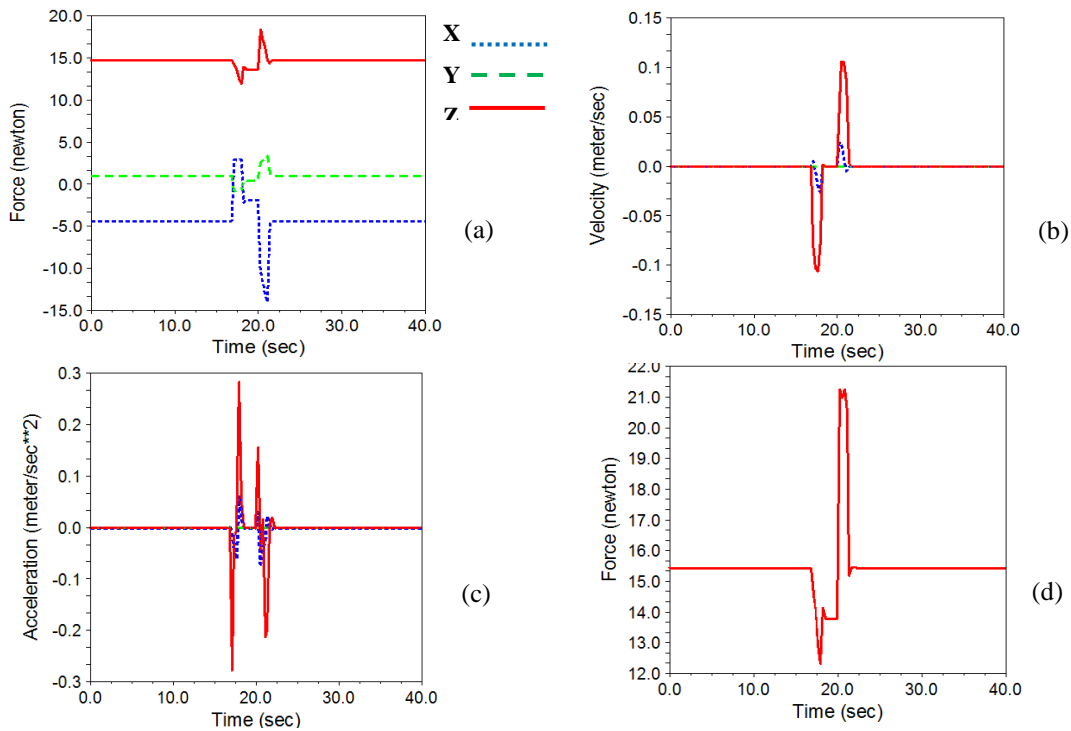 20.0
15.0
10.0
5.0
0.0
-5.0
-10.0
-15.0
Force (newton)
0.0 10.0 20.0 30.0 40.0
Time (sec)
(a)
X
Y
Z
0.15
0.1
0.05
0.0
-0.05
-0.1
-0.15
Velocity (meter/sec)
0.0 10.0 20.0 30.0 40.0
Time (sec)
(b)
0.3
0.2
0.1
0.0
-0.1
-0.2
-0.3
Acceleration (meter/sec**2)
0.0 10.0 20.0 30.0 40.0
Time (sec)
(c)
22.0
21.0
20.0
19.0
18.0
17.0
16.0
15.0
14.0
13.0
12.0
Force (newton)
0.0 10.0 20.0 30.0 40.0
Time (sec)
(d)